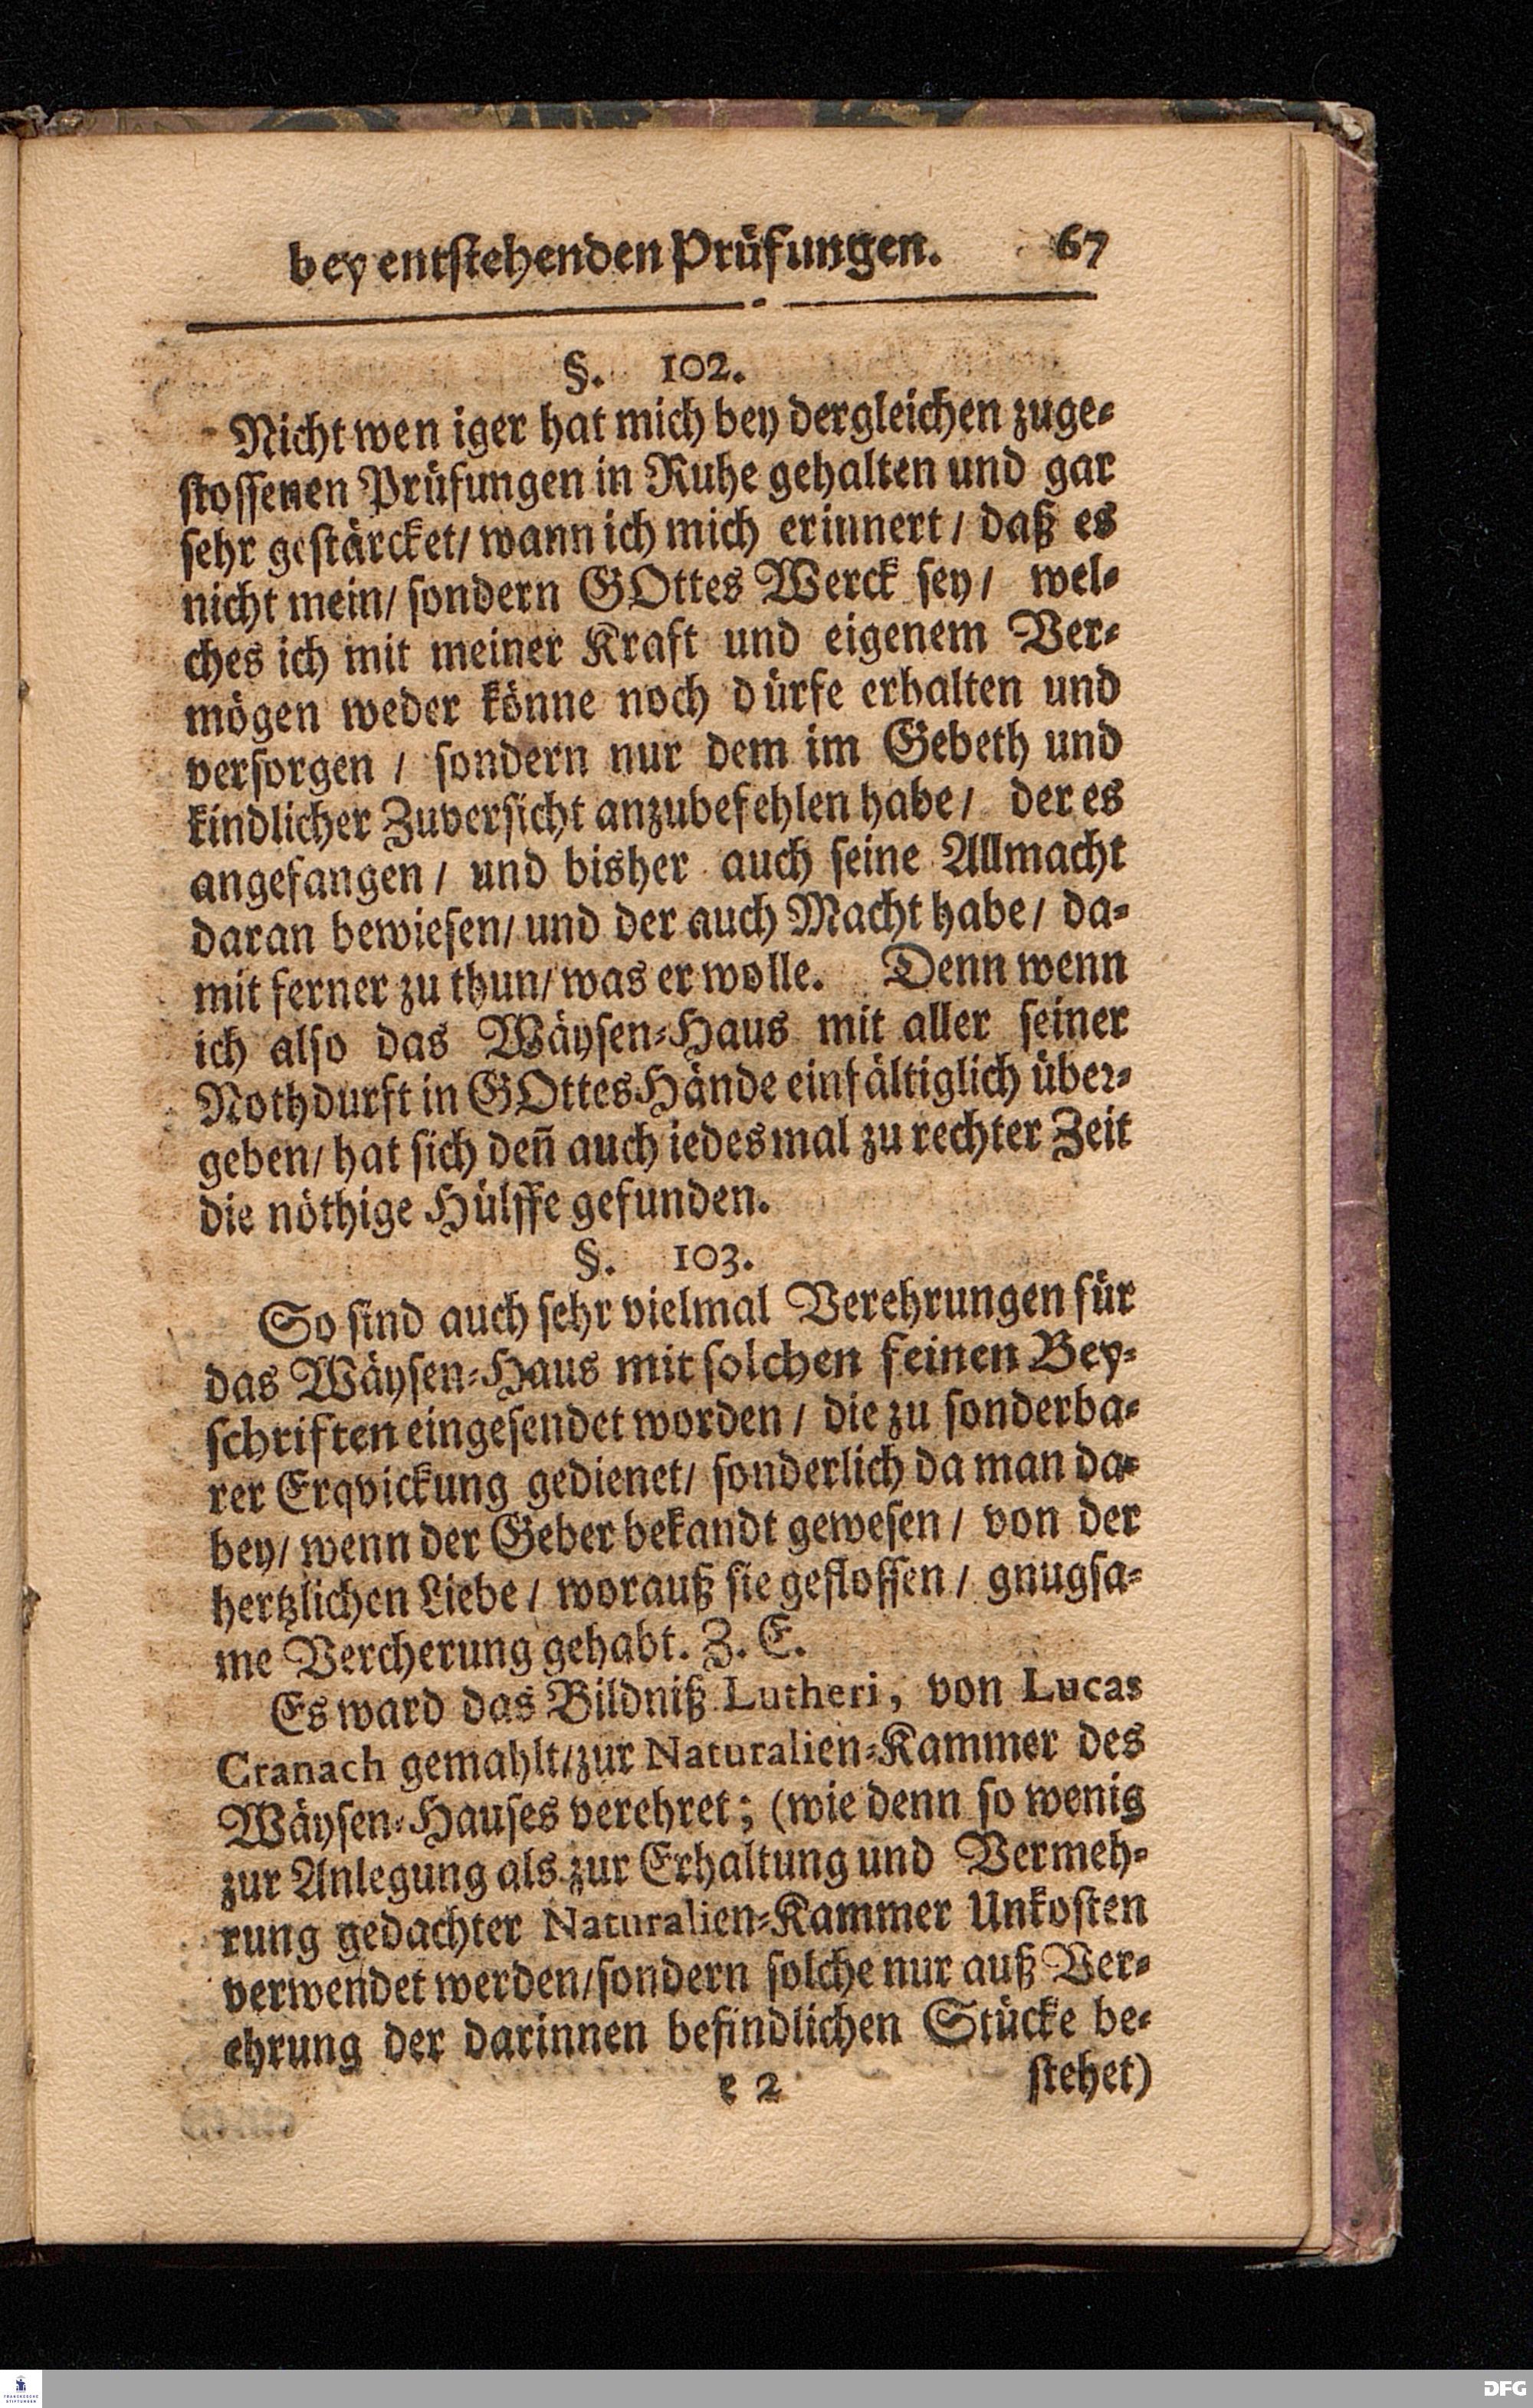 bey entstehenden Prüfungen. 67
§. 102.
Nicht wen iger hat mich bey dergleichen zuge-
stossenen Prüfungen in Ruhe gehalten und gar
sehr gestärcket/ wann ich mich erinnert / daß es
nicht mein/ sondern GOttes Werck sey / wel-
ches ich mit meiner Kraft und eigenem Ver-
mögen weder könne noch dürfe erhalten und
versorgen / sondern nur dem im Gebeth und
kindlicher Zuversicht anzubefehlen habe / der es
angefangen / und bisher auch seine Allmacht
daran bewiesen/ und der auch Macht habe / da-
mit ferner zu thun/ was er wolle. Denn wenn
ich also das Wäysen-Haus mit aller seiner
Nothdurft in GOttes Hände einfältiglich über-
geben/ hat sich den̄ auch iedesmal zu rechter Zeit
die nöthige Hülffe gefunden.
§. 103.
So sind auch sehr vielmal Verehrungen für
das Wäysen-Haus mit solchen feinen Bey-
schriften eingesendet worden / die zu sonderba-
rer Erqvickung gedienet/ sonderlich da man da-
bey/ wenn der Geber bekandt gewesen / von der
hertzlichen Liebe / worauß sie geflossen / gnugsa-
me Vercherung gehabt. Z. E.
Es ward das Bildniß Lutheri, von Lucas
Cranach gemahlt/ zur Naturalien-Kammer des
Wäysen-Hauses verehret; (wie denn so wenig
zur Anlegung als zur Erhaltung und Vermeh-
rung gedachter Naturalien-Kammer Unkosten
verwendet werden/ sondern solche nur auß Ver-
ehrung der darinnen befindlichen Stücke be-
e 2 stehet)
FRANCKESCHE
STIFTUNGEN
DFG